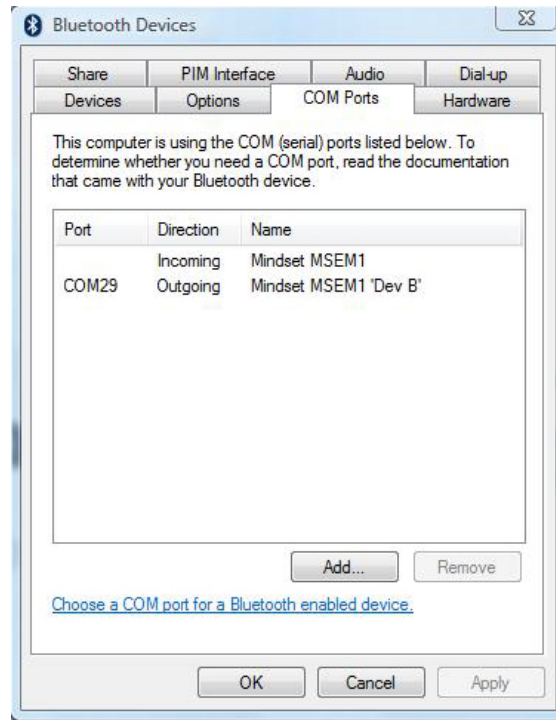 Bluetooth Devices
Share PIM Interface Audio Dial-up
Devices Options COM Ports Hardware
This computer is using the COM (serial) ports listed below. To
determine whether you need a COM port, read the documentation
that came with your Bluetooth device.
Port Direction Name
Incoming Mindset MSEM1
COM29 Outgoing Mindset MSEM1 'Dev B'
Add... Remove
Choose a COM port for a Bluetooth enabled device.
OK Cancel Apply